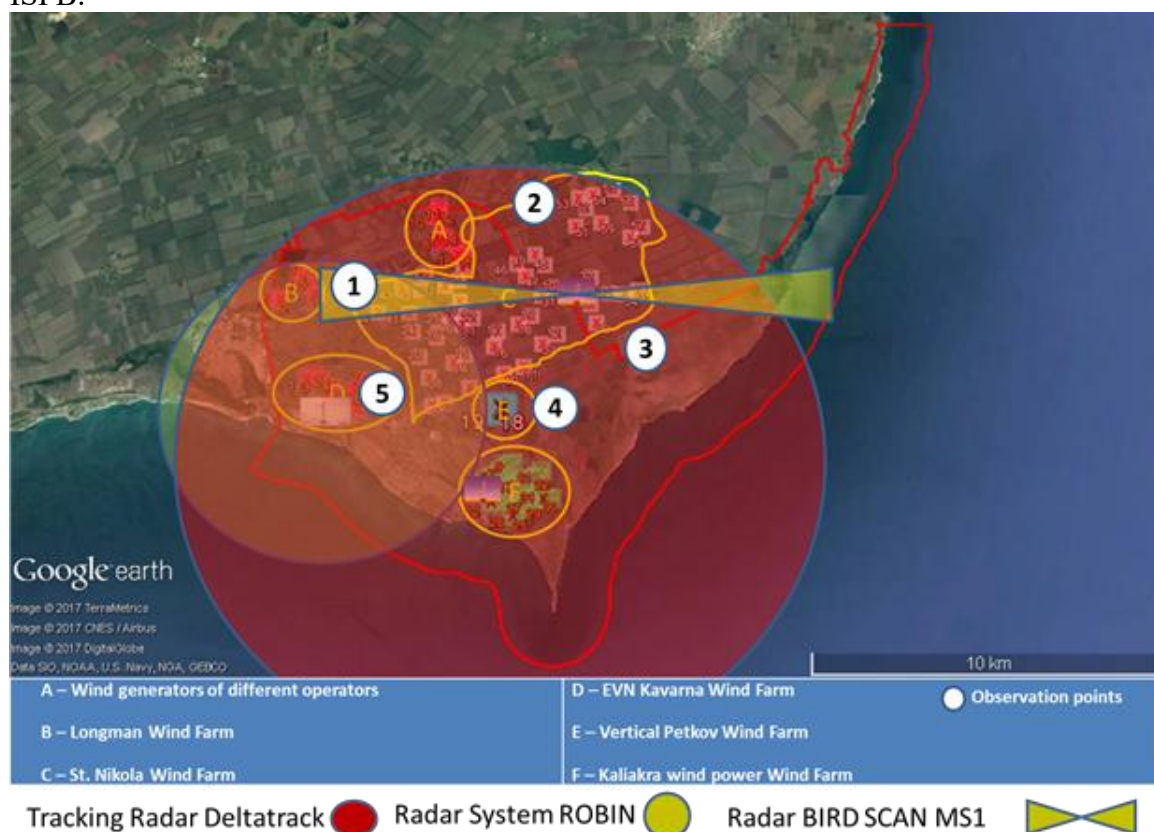 A
2
B
1
C
3
D
5
E
4
19 18
F
Google earth
Image © 2017 TerraMetrics
Image © 2017 CNES / Airbus
Image © 2017 DigitalGlobe
Data SIO, NOAA, U.S. Navy, NGA, GEBCO
10 km
A – Wind generators of different operators
B – Longman Wind Farm
C – St. Nikola Wind Farm
D – EVN Kavarna Wind Farm
E – Vertical Petkov Wind Farm
F – Kaliakra wind power Wind Farm
Observation points
Tracking Radar Deltatrack
Radar System ROBIN
Radar BIRD SCAN MS1